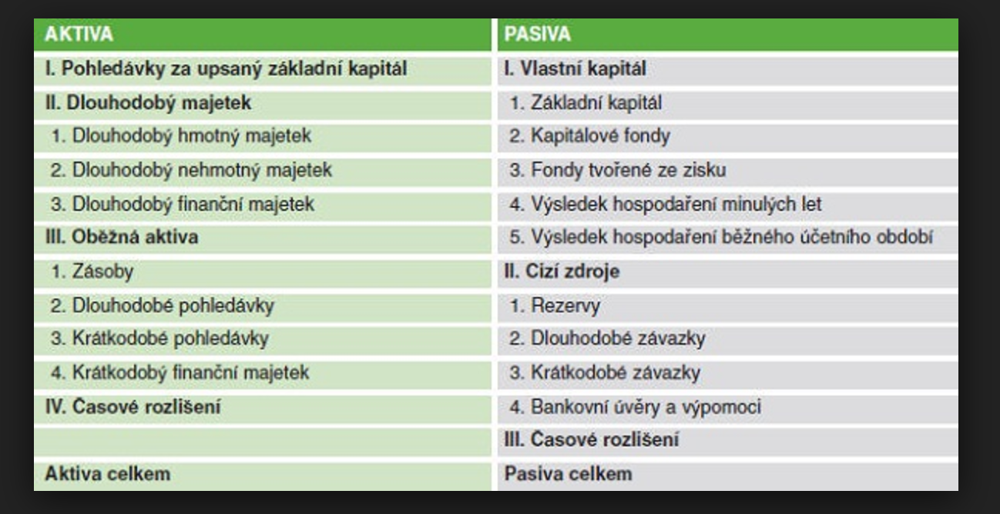 AKTIVA
I. Pohledávky za upsaný základní kapitál
II. Dlouhodobý majetek
1. Dlouhodobý hmotný majetek
2. Dlouhodobý nehmotný majetek
3. Dlouhodobý finanční majetek
III. Oběžná aktiva
1. Zásoby
2. Dlouhodobé pohledávky
3. Krátkodobé pohledávky
4. Krátkodobý finanční majetek
IV. Časové rozlišení
Aktiva celkem
PASIVA
I. Vlastní kapitál
1. Základní kapitál
2. Kapitálové fondy
3. Fondy tvořené ze zisku
4. Výsledek hospodaření minulých let
5. Výsledek hospodaření běžného účetního období
II. Cizí zdroje
1. Rezervy
2. Dlouhodobé závazky
3. Krátkodobé závazky
4. Bankovní úvěry a výpomoci
III. Časové rozlišení
Pasiva celkem